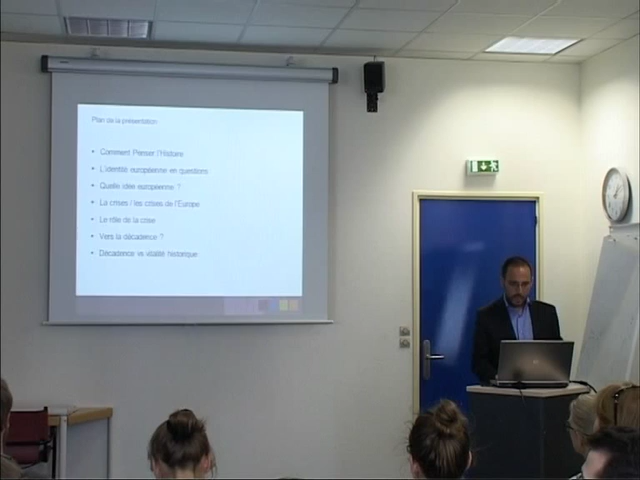 Plan de la présentation
• Comment Penser l'Histoire
• L'identité européenne en questions
• Quelle idée européenne ?
• La crises / les crises de l'Europe
• Le rôle de la crise
• Vers la décadence ?
• Décadence vs vitalité historique